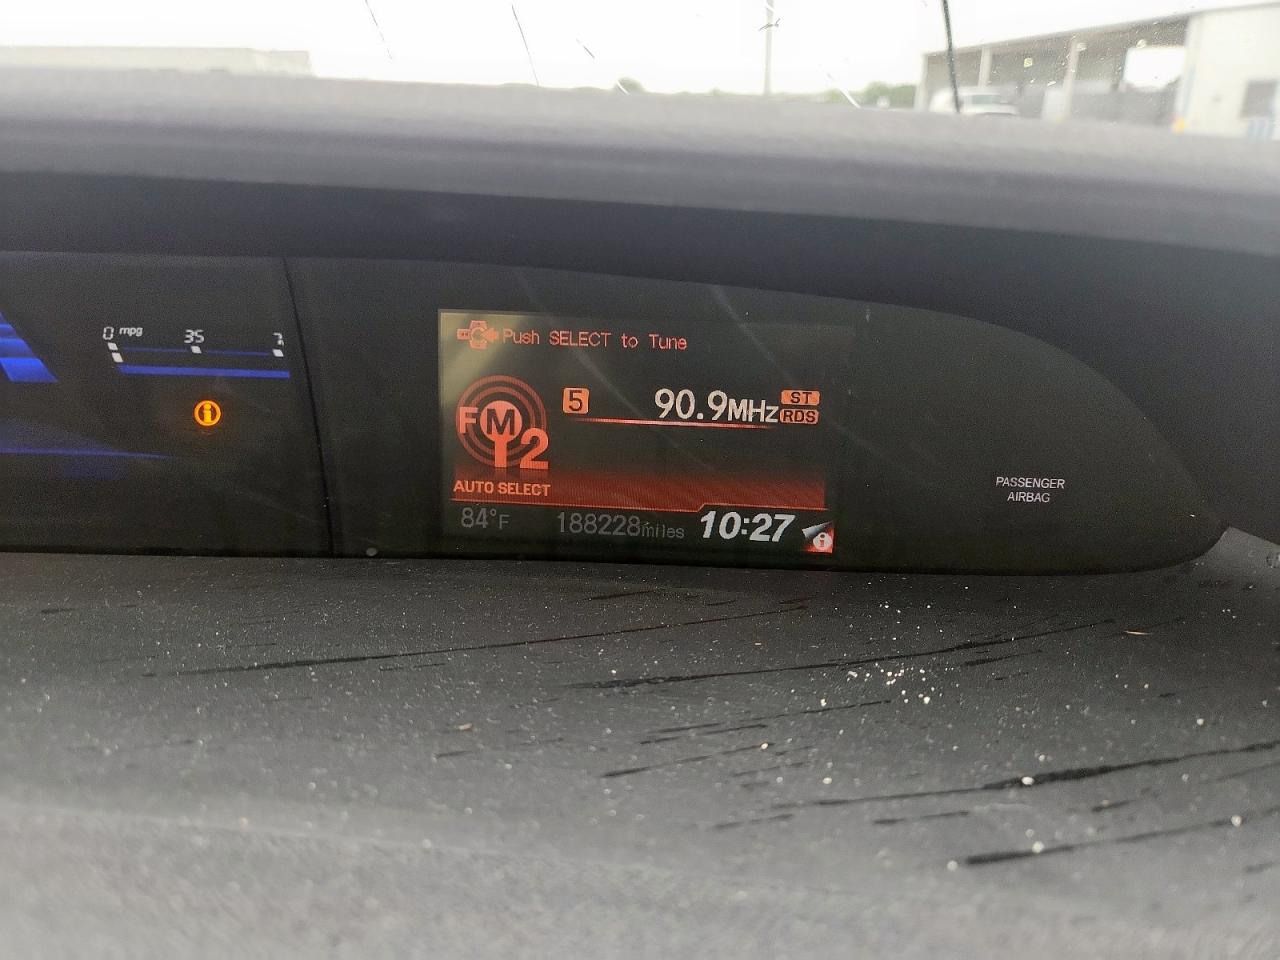 0 mpg 35
Push SELECT to Tune
5 90.9MHz ST
RDS
FM2
AUTO SELECT
84°F 188228miles 10:27 i
PASSENGER
AIRBAG
i